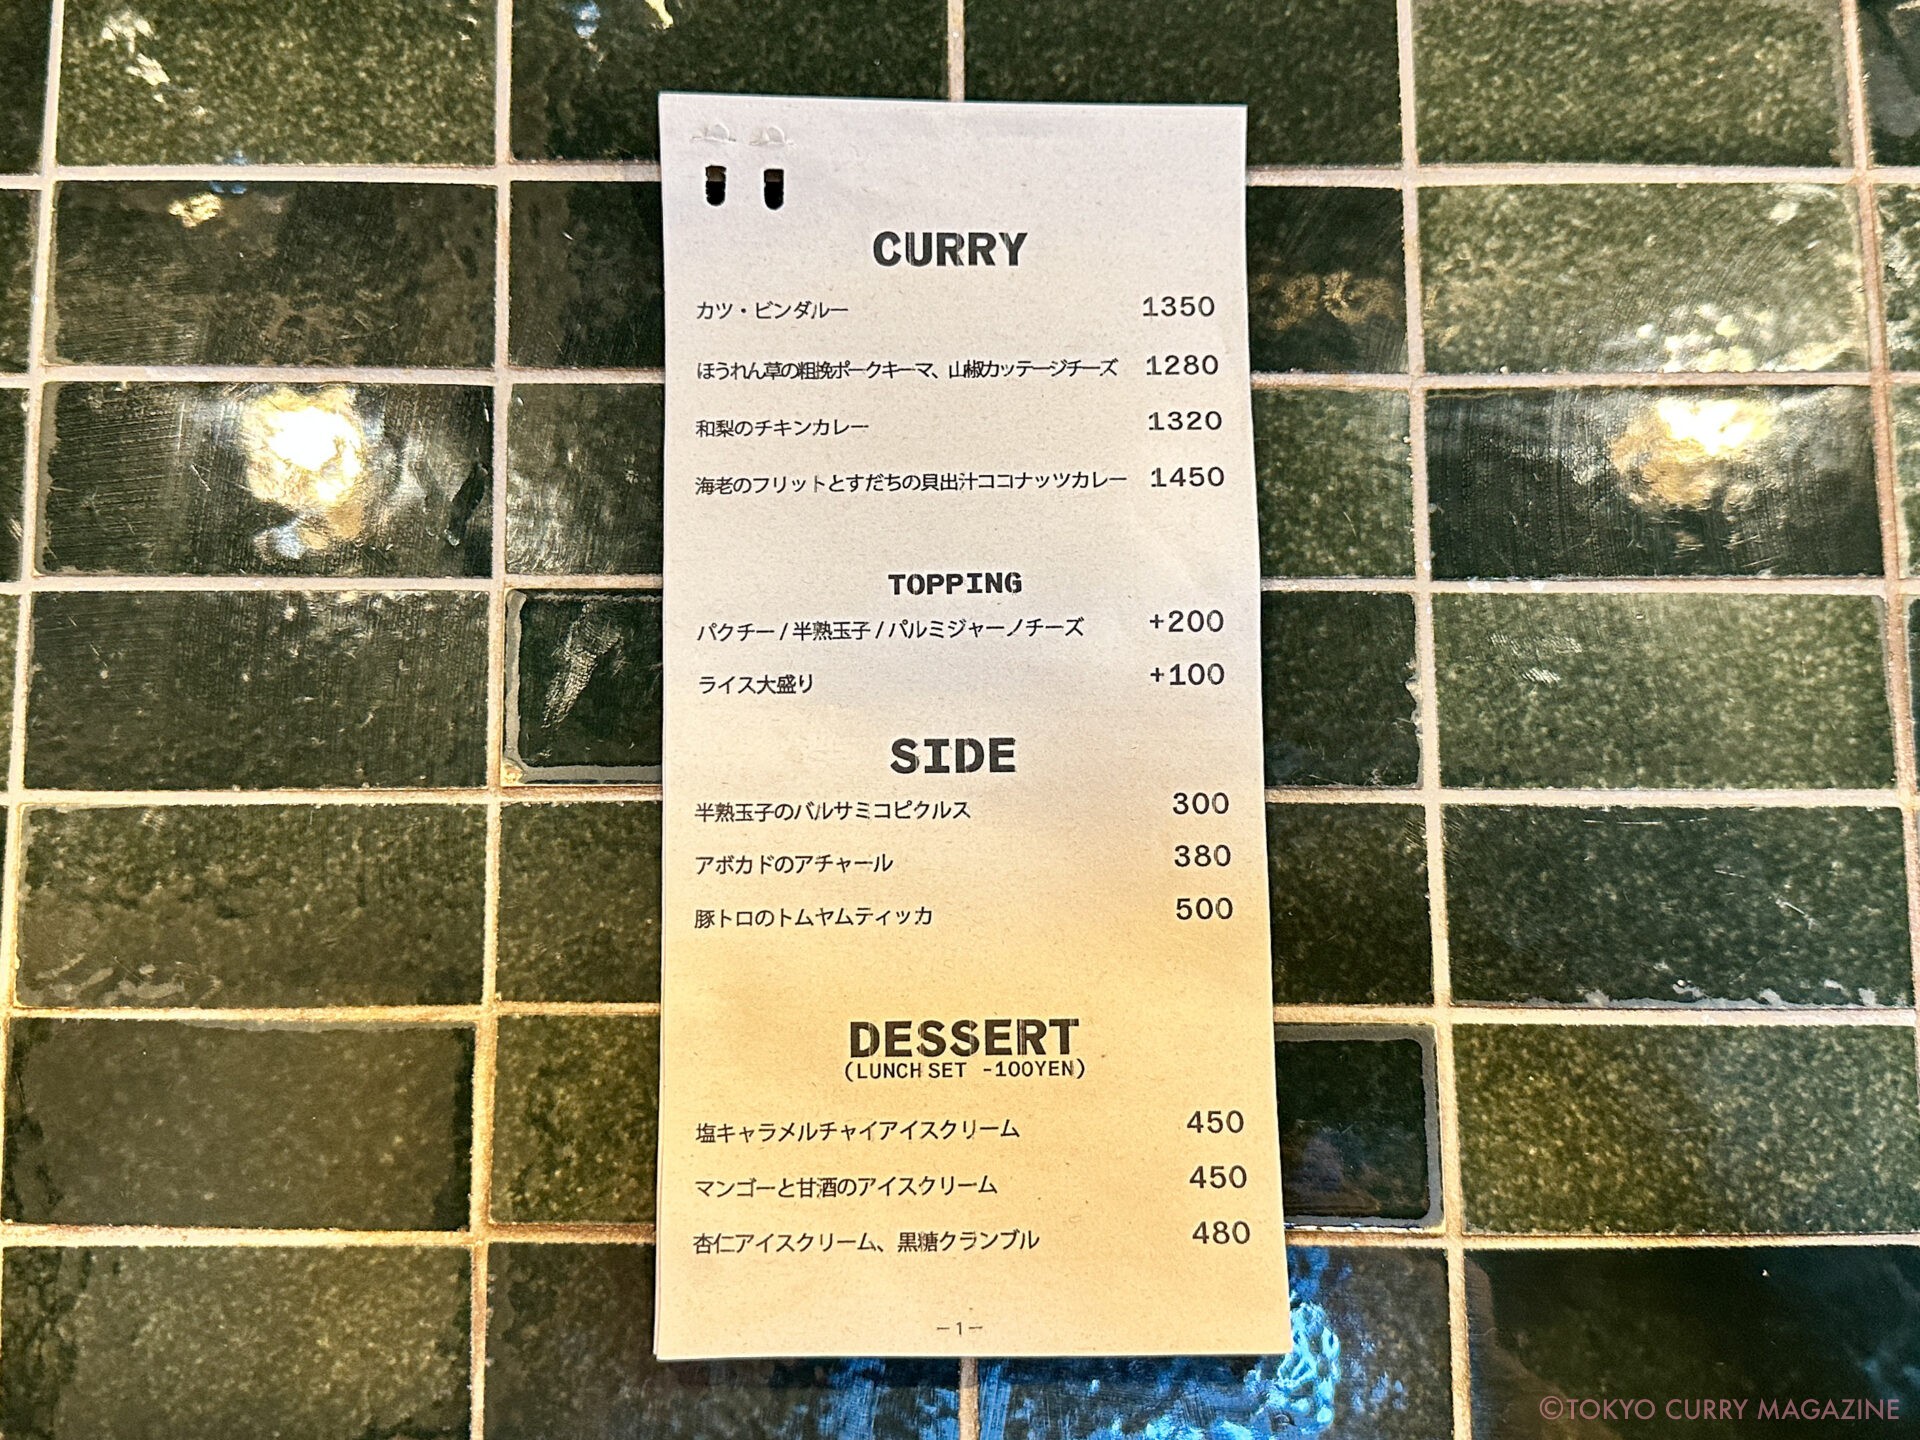 CURRY
カツ・ビンダルー 1350
ほうれん草の粗挽ポークキーマ、山椒カッテージチーズ 1280
和梨のチキンカレー 1320
海老のフリットとすだちの貝出汁ココナッツカレー 1450
TOPPING
パクチー / 半熟玉子 / パルミジャーノチーズ +200
ライス大盛り +100
SIDE
半熟玉子のバルサミコピクルス 300
アボカドのアチャール 380
豚トロのトムヤムティッカ 500
DESSERT
(LUNCH SET -100YEN)
塩キャラメルチャイアイスクリーム 450
マンゴーと甘酒のアイスクリーム 450
杏仁アイスクリーム、黒糖クランブル 480
—1—
©TOKYO CURRY MAGAZINE